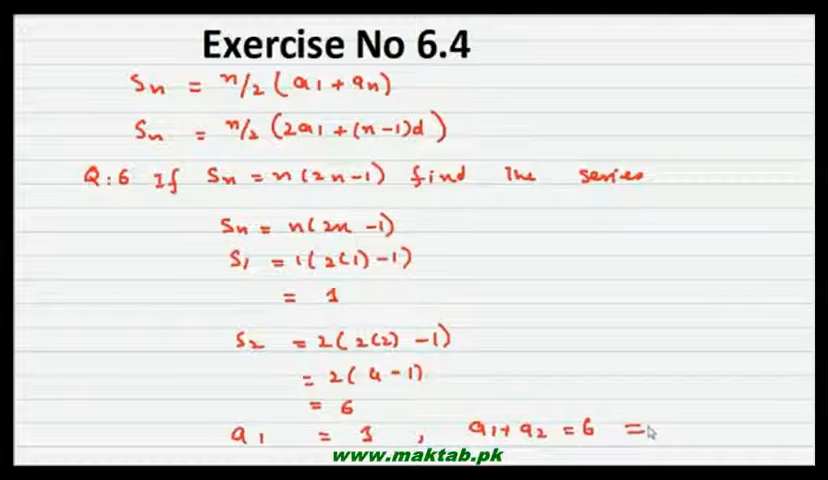 Exercise No 6.4
Sn = n/2 (a1 + an)
Sn = n/2 (2a1 + (n-1)d)
Q:6 If Sn = n(2n-1) find the series
Sn = n(2n-1)
S1 = 1(2(1)-1)
= 1
S2 = 2(2(2)-1)
= 2(4-1)
= 6
a1 = 1, a1+a2 = 6 =
www.maktab.pk